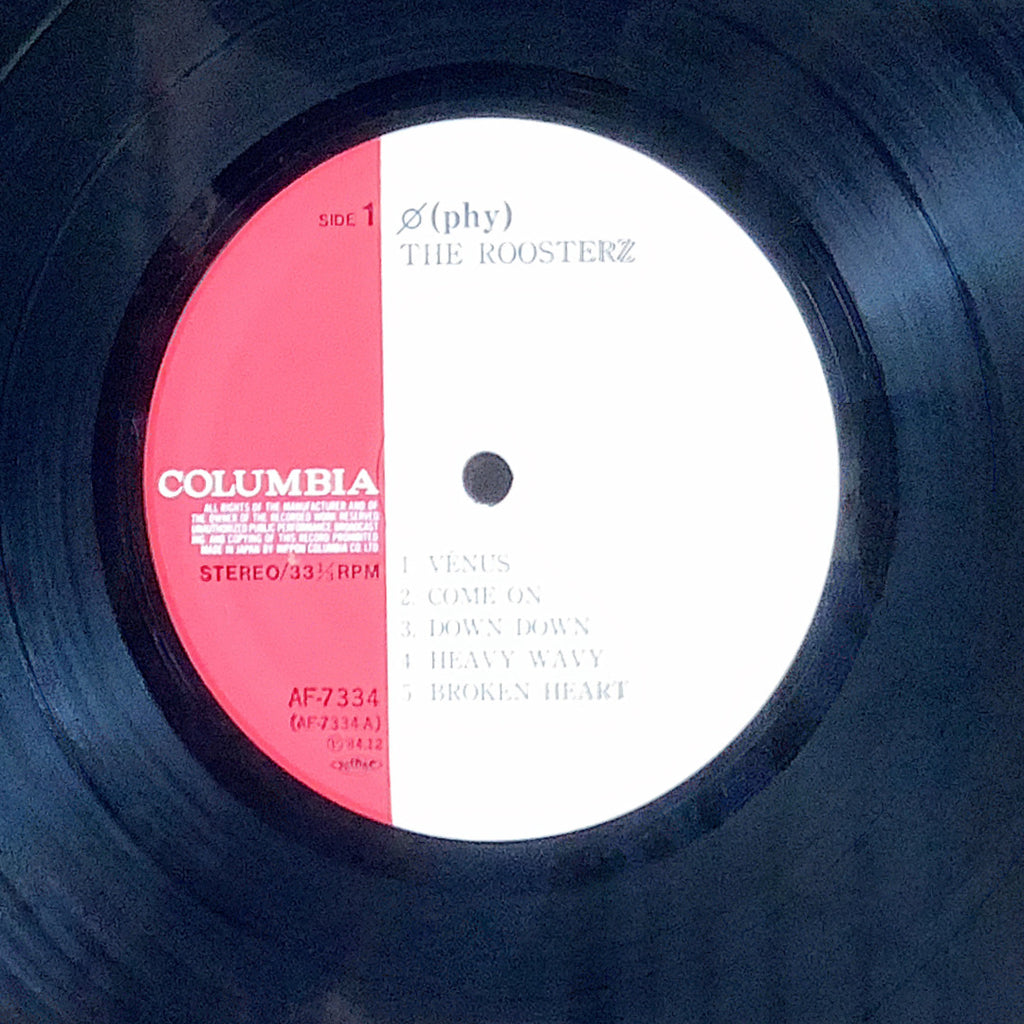 SIDE 1
∅(phy)
THE ROOSTERZ
COLUMBIA
ALL RIGHTS OF THE MANUFACTURER AND OF
THE OWNER OF THE RECORDED WORK RESERVED
UNAUTHORIZED PUBLIC PERFORMANCE BROADCAST
ING AND COPYING OF THIS RECORD PROHIBITED
MADE IN JAPAN BY NIPPON COLUMBIA CO. LTD
STEREO/33⅓RPM
1. VÉNUS
2. COME ON
3. DOWN DOWN
4. HEAVY WAVY
5. BROKEN HEART
AF-7334
(AF-7334A)
Ⓟ'84.12